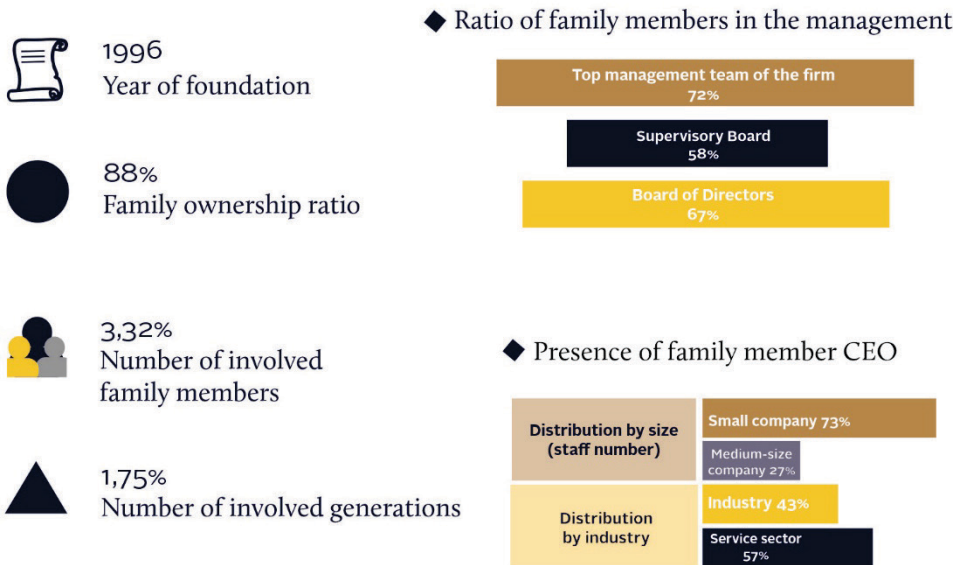 1996
Year of foundation
88%
Family ownership ratio
3,32%
Number of involved
family members
1,75%
Number of involved generations
Ratio of family members in the management
Top management team of the firm
72%
Supervisory Board
58%
Board of Directors
67%
Presence of family member CEO
Distribution by size
(staff number)
Small company 73%
Medium-size
company 27%
Distribution
by industry
Industry 43%
Service sector
57%